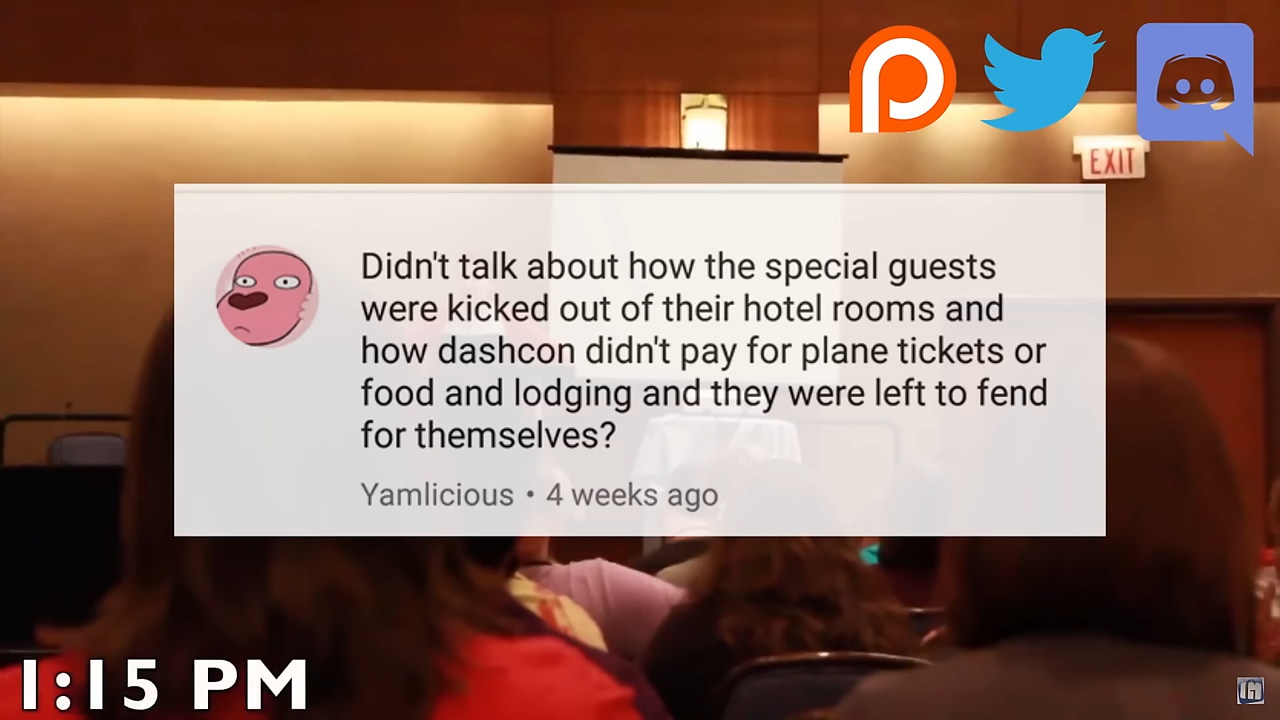 EXIT
Didn't talk about how the special guests
were kicked out of their hotel rooms and
how dashcon didn't pay for plane tickets or
food and lodging and they were left to fend
for themselves?
Yamlicious • 4 weeks ago
1:15 PM